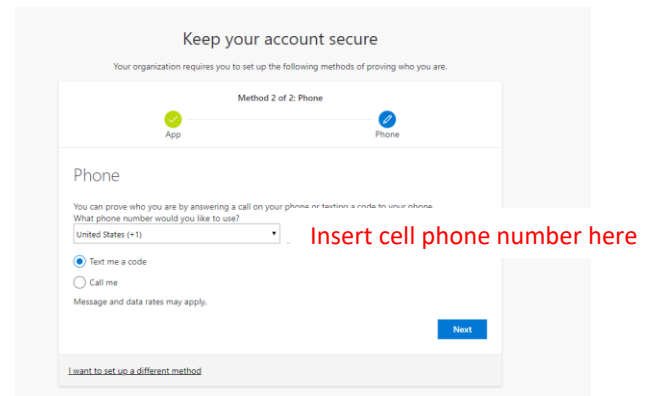 Keep your account secure
Your organization requires you to set up the following methods of proving who you are.
Method 2 of 2: Phone
App
Phone
Phone
You can prove who you are by answering a call on your phone or texting a code to your phone.
What phone number would you like to use?
United States (+1)
Insert cell phone number here
Text me a code
Call me
Message and data rates may apply.
Next
I want to set up a different method